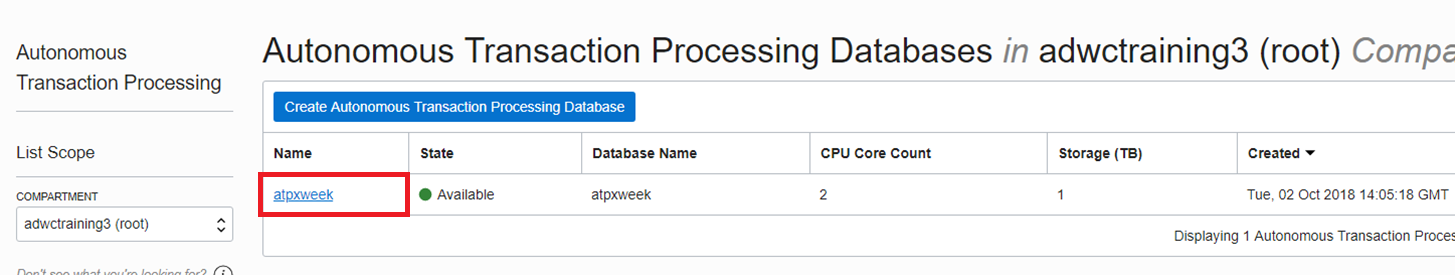 Autonomous
Transaction Processing
List Scope
COMPARTMENT
adwctraining3 (root)
Don't see what you're looking for?
Autonomous Transaction Processing Databases in adwctraining3 (root)
Create Autonomous Transaction Processing Database
Name State Database Name CPU Core Count Storage (TB) Created
atpxweek Available atpxweek 2 1 Tue, 02 Oct 2018 14:05:18 GMT
Displaying 1 Autonomous Transaction